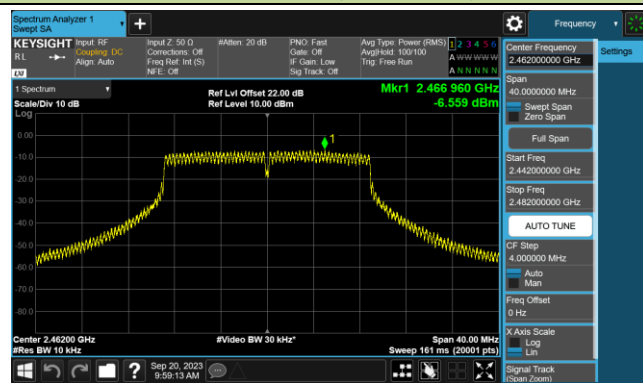 Spectrum Analyzer 1
Swept SA
+
Frequency
KEYSIGHT
RL
LXI
Input: RF
Coupling: DC
Align: Auto
Input Z: 50 Ω
Corrections: Off
Freq Ref: Int (S)
NFE: Off
#Atten: 20 dB
PNO: Fast
Gate: Off
IF Gain: Low
Sig Track: Off
Avg Type: Power (RMS)
Avg|Hold: 100/100
Trig: Free Run
1 2 3 4 5 6
A W W W W W
A N N N N N
1 Spectrum
Scale/Div 10 dB
Log
Ref Lvl Offset 22.00 dB
Ref Level 10.00 dBm
Mkr1 2.466 960 GHz
-6.559 dBm
1
0.00
-10.0
-20.0
-30.0
-40.0
-50.0
-60.0
-70.0
-80.0
Center 2.46200 GHz
#Res BW 10 kHz
#Video BW 30 kHz*
Span 40.00 MHz
Sweep 161 ms (20001 pts)
Sep 20, 2023
9:59:13 AM
?
Center Frequency
2.462000000 GHz
Settings
Span
40.0000000 MHz
Swept Span
Zero Span
Full Span
Start Freq
2.442000000 GHz
Stop Freq
2.482000000 GHz
AUTO TUNE
CF Step
4.000000 MHz
Auto
Man
Freq Offset
0 Hz
X Axis Scale
Log
Lin
Signal Track
(Span Zoom)